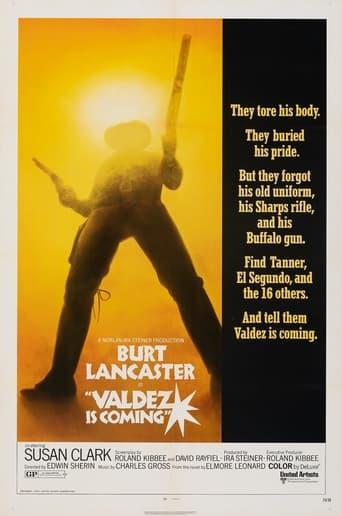 They tore his body.
They buried
his pride.
But they forgot
his old uniform,
his Sharps rifle,
and his
Buffalo gun.
Find Tanner,
El Segundo, and
the 16 others.
And tell them
Valdez is coming.
A NORLAN/IRA STEINER PRODUCTION
BURT
LANCASTER
in
"VALDEZ
IS COMING"
co-starring
SUSAN CLARK
Screenplay by ROLAND KIBBEE and DAVID RAYFIEL
Produced by IRA STEINER
Executive Producer ROLAND KIBBEE
GP
Directed by EDWIN SHERIN
Music by CHARLES GROSS
From the novel by ELMORE LEONARD
COLOR by DeLuxe
United Artists